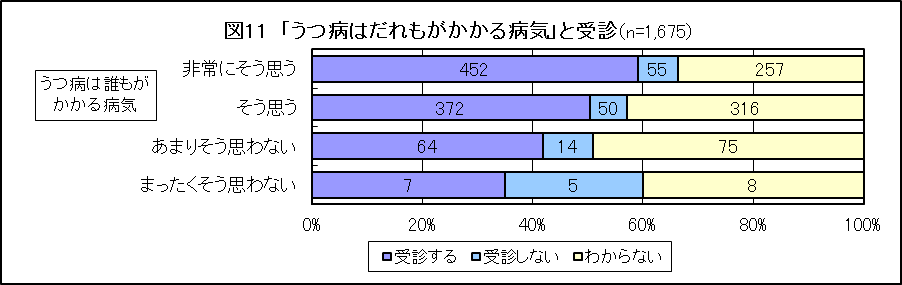 図11 「うつ病はだれもがかかる病気」と受診(n=1,675)
うつ病は誰もが
かかる病気
非常にそう思う 452 55 257
そう思う 372 50 316
あまりそう思わない 64 14 75
まったくそう思わない 7 5 8
0% 20% 40% 60% 80% 100%
受診する 受診しない わからない